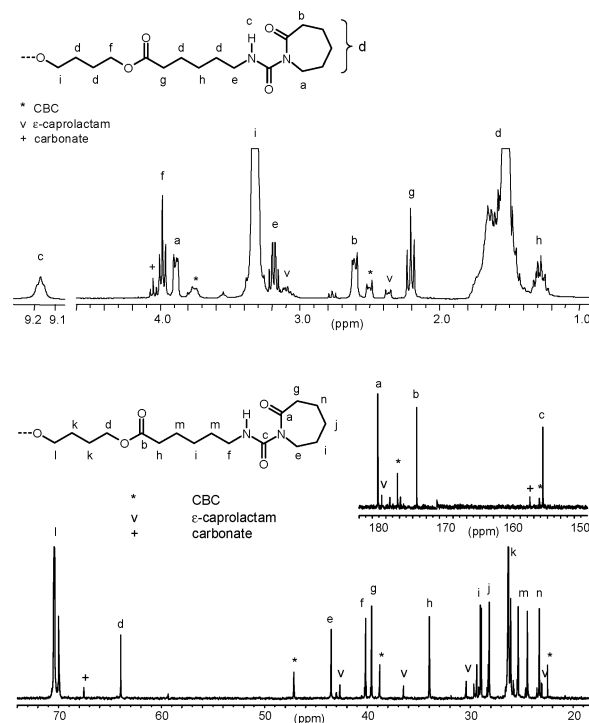 b
c
d d f O H d d O N N d
---O O i d g h e O a
* CBC
v ε-caprolactam
+ carbonate
i d
f
g
c a e b h
+ * v * v
9.2 9.1 4.0 3.0 (ppm) 2.0 1.0
g
k d O m m H O a n
---O O b N c N j
l k h i f O e i
* CBC
v ε-caprolactam
+ carbonate
a b c
v * + *
180 170 (ppm) 160 150
l k
d e f g h i j m n
+ * v * v v *
70 60 50 40 30 20
(ppm) (ppm)